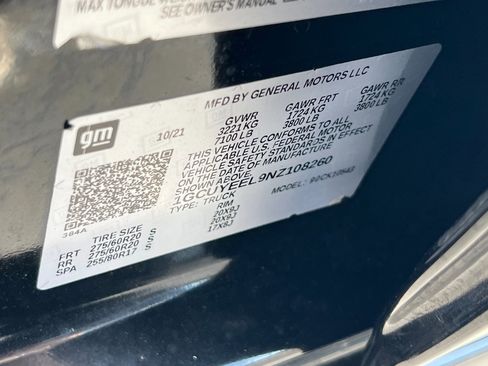 MAX TONGUE
SEE OWNER'S MANUAL
gm
10/21
MFD BY GENERAL MOTORS LLC
GVWR GAWR FRT GAWR RR
3221 KG 1724 KG 1724 KG
7100 LB 3800 LB 3800 LB
THIS VEHICLE CONFORMS TO ALL
APPLICABLE U.S. FEDERAL MOTOR
VEHICLE SAFETY STANDARDS IN EFFECT
ON THE DATE OF MANUFACTURE
1GCUYEEL9NZ108260
TYPE: TRUCK MODEL:
384A
TIRE SIZE RIM
FRT 275/60R20 S 20X9J
RR 275/60R20 S 20X9J
SPA 255/80R17 S 17X8J